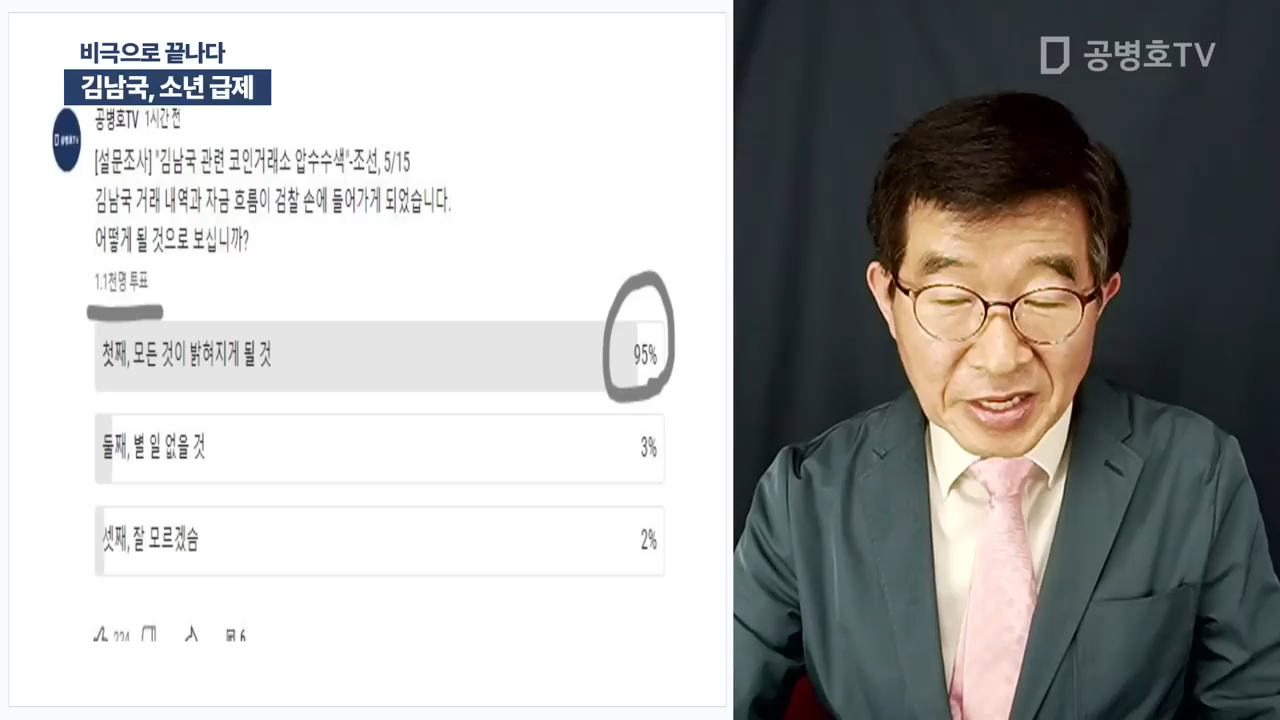 비극으로 끝나다
김남국, 소년 급제
공병호TV
공병호TV 1시간 전
[설문조사] "김남국 관련 코인거래소 압수수색"-조선, 5/15
김남국 거래 내역과 자금 흐름이 검찰 손에 들어가게 되었습니다.
어떻게 될 것으로 보십니까?
1.1천명 투표
첫째, 모든 것이 밝혀지게 될 것
95%
둘째, 별 일 없을 것
3%
셋째, 잘 모르겠슴
2%
6